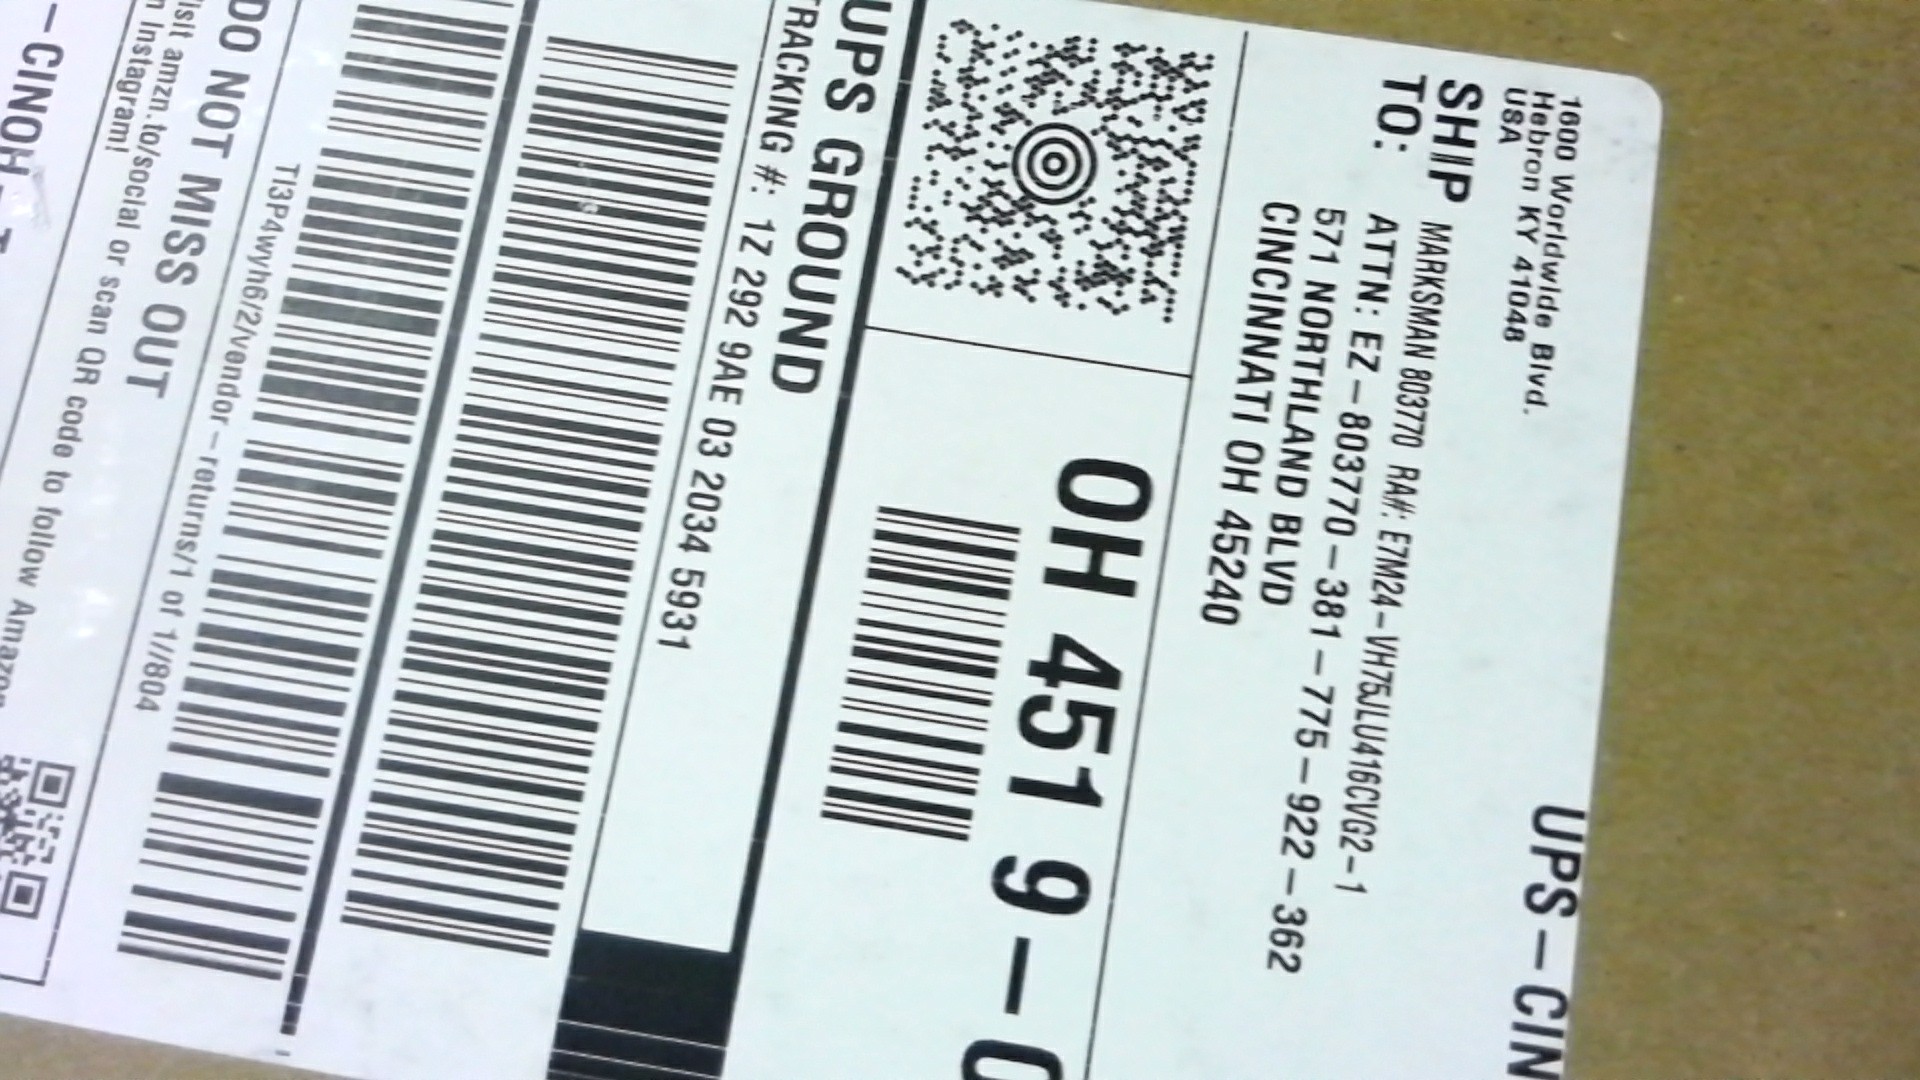 1600 Worldwide Blvd.
Hebron KY 41048
USA
UPS-CIN
SHIP
TO:
MARKSMAN 803770 RA#: E7M24-VH75JLU416CVG2-1
ATTN: EZ-803770-381-775-922-362
571 NORTHLAND BLVD
CINCINNATI OH 45240
OH 451 9-0
UPS GROUND
TRACKING #: 1Z 292 9AE 03 2034 5931
TI3P4wyh6/2/vendor-returns/1 of 1//804
DO NOT MISS OUT
isit amzn.to/social or scan QR code to follow Amazon
n Instagram!
-CINOH-